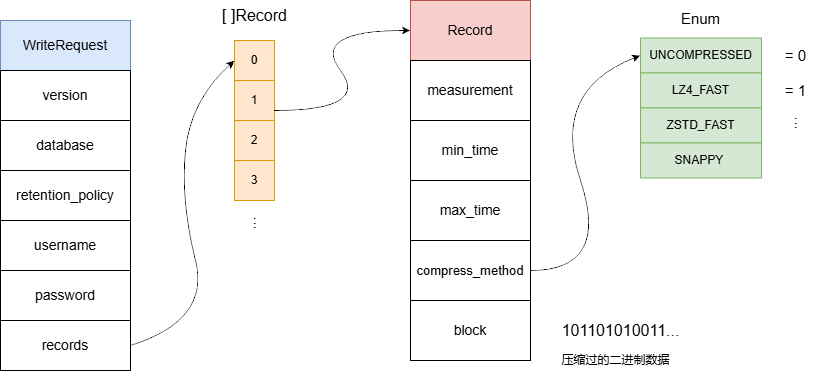 WriteRequest
version
database
retention_policy
username
password
records
[ ]Record
0
1
2
3
⋮
Record
measurement
min_time
max_time
compress_method
block
Enum
UNCOMPRESSED = 0
LZ4_FAST = 1
ZSTD_FAST ⋮
SNAPPY
101101010011...
压缩过的二进制数据